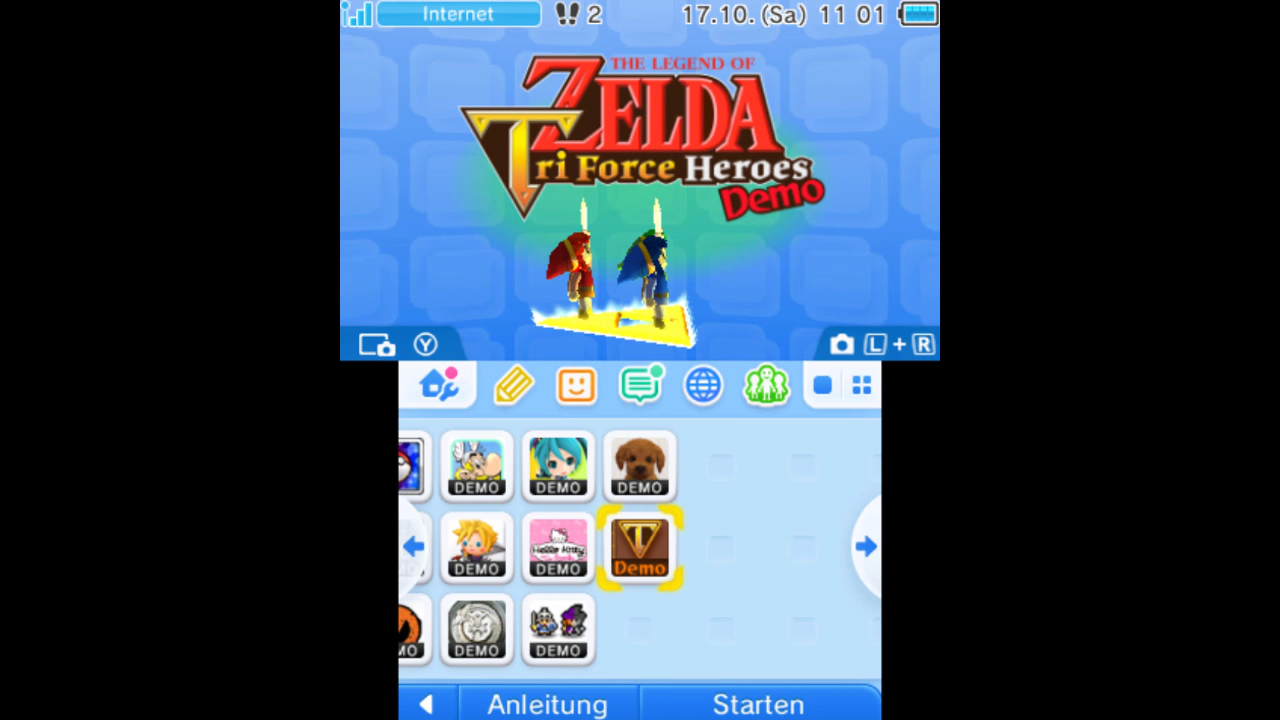 Internet 2 17.10. (Sa) 11 01
THE LEGEND OF
ZELDA
Tri Force Heroes
Demo
Y L + R
DEMO DEMO DEMO
DEMO Hello Kitty DEMO T Demo
MO DEMO DEMO
Anleitung Starten